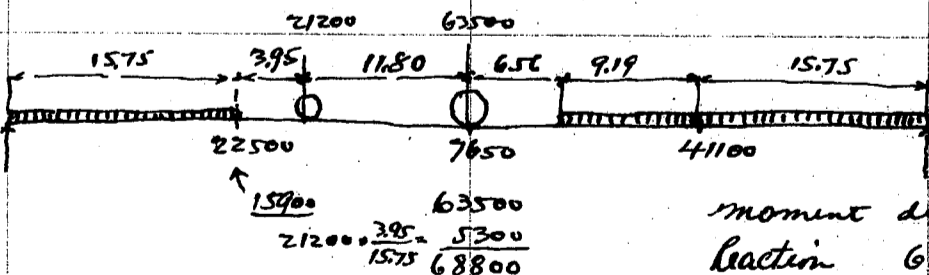 21200 63500
15.75 3.95 11.80 6.56 9.19 15.75
22500 7650 41100
15900 63500 moment d
21200 × 3.95/15.75 = 5300 Reaction 6
68800